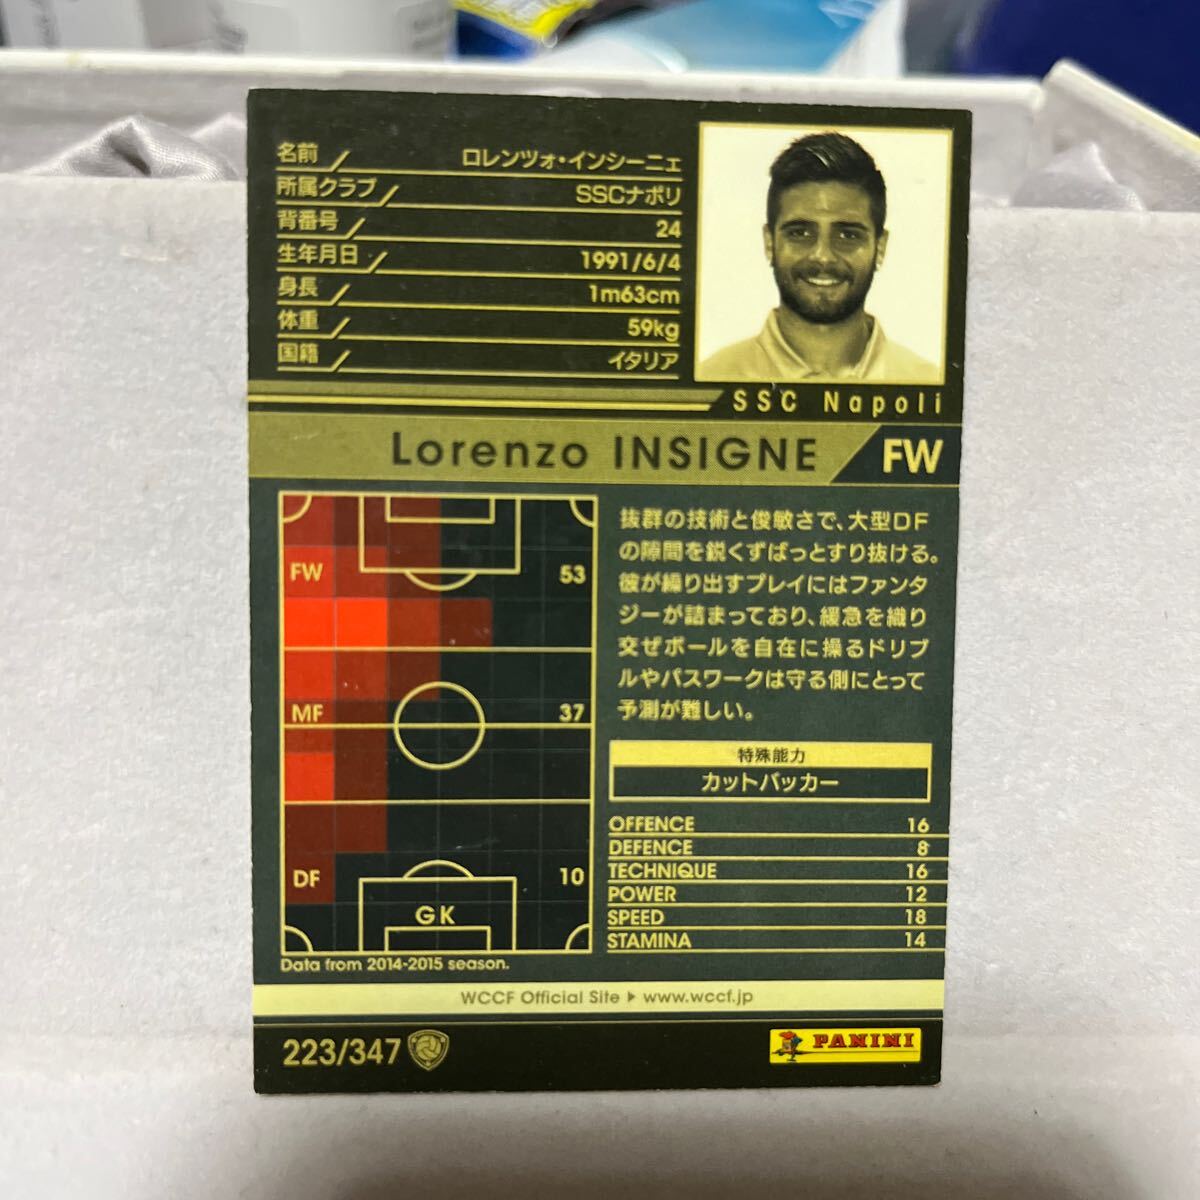 名前 ロレンツォ・インシーニェ
所属クラブ SSCナポリ
背番号 24
生年月日 1991/6/4
身長 1m63cm
体重 59kg
国籍 イタリア
SSC Napoli
Lorenzo INSIGNE FW
FW 53
MF 37
DF 10
GK
Data from 2014-2015 season.
抜群の技術と俊敏さで、大型DF
の隙間を鋭くずばっとすり抜ける。
彼が繰り出すプレイにはファンタ
ジーが詰まっており、緩急を織り
交ぜボールを自在に操るドリブ
ルやパスワークは守る側にとって
予測が難しい。
特殊能力
カットバッカー
OFFENCE 16
DEFENCE 8
TECHNIQUE 16
POWER 12
SPEED 18
STAMINA 14
WCCF Official Site ▶ www.wccf.jp
223/347
PANINI